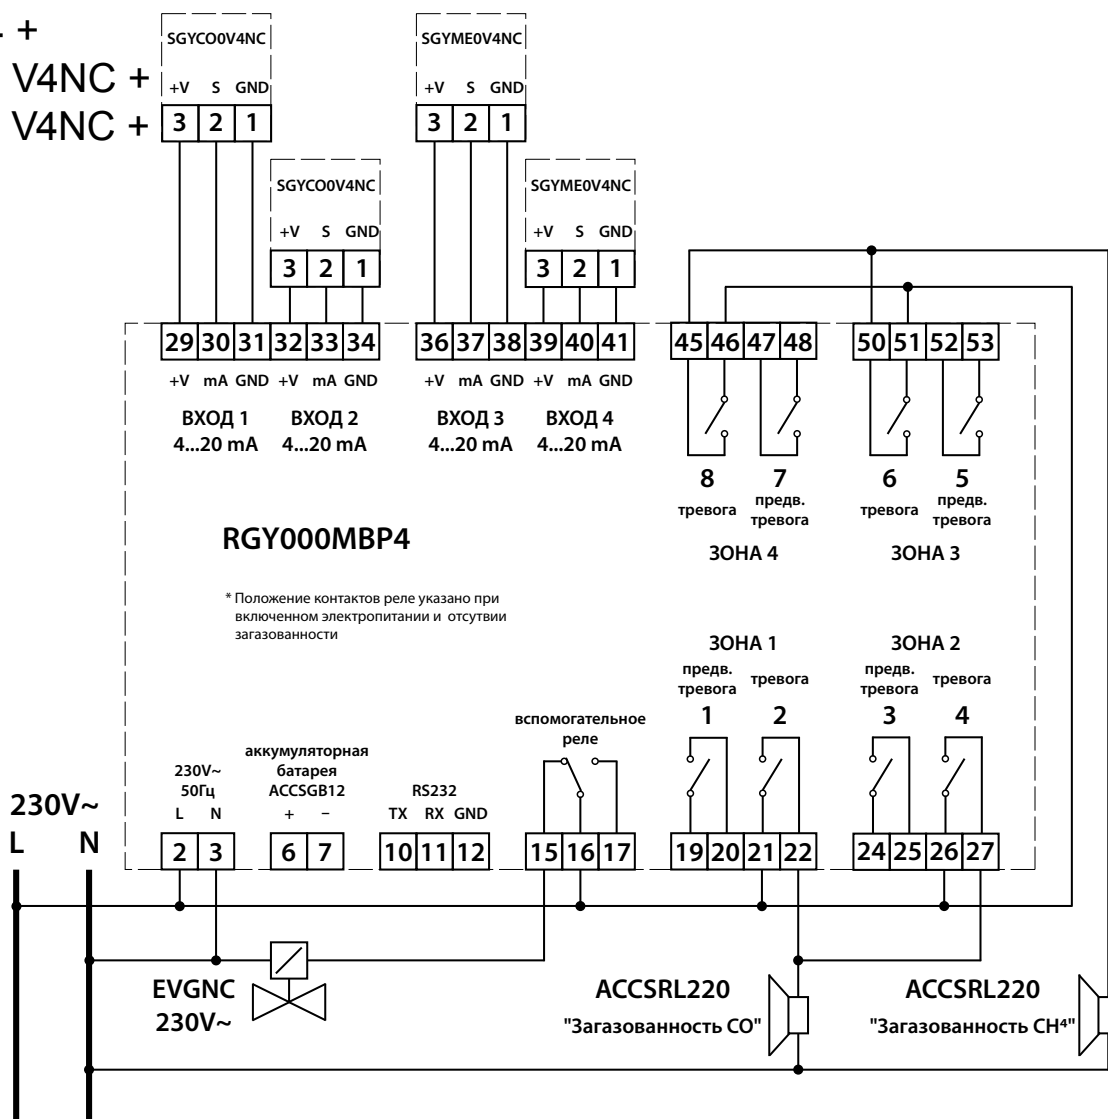 +
V4NC +
V4NC +
SGYCO0V4NC
SGYME0V4NC
+V S GND
+V S GND
3 2 1
3 2 1
SGYCO0V4NC
SGYME0V4NC
+V S GND
+V S GND
3 2 1
3 2 1
29 30 31 32 33 34
36 37 38 39 40 41
45 46 47 48
50 51 52 53
+V mA GND +V mA GND
+V mA GND +V mA GND
ВХОД 1
4...20 mA
ВХОД 2
4...20 mA
ВХОД 3
4...20 mA
ВХОД 4
4...20 mA
8
тревога
7
предв.
тревога
6
тревога
5
предв.
тревога
ЗОНА 4
ЗОНА 3
RGY000MBP4
* Положение контактов реле указано при
включенном электропитании и отсутвии
загазованности
ЗОНА 1
ЗОНА 2
предв.
тревога
1
тревога
2
предв.
тревога
3
тревога
4
вспомогательное
реле
230V~
50Гц
L N
аккумуляторная
батарея
ACCSGB12
+ –
RS232
TX RX GND
230V~
L N
2 3
6 7
10 11 12
15 16 17
19 20 21 22
24 25 26 27
EVGNC
230V~
ACCSRL220
"Загазованность CO"
ACCSRL220
"Загазованность CH⁴"